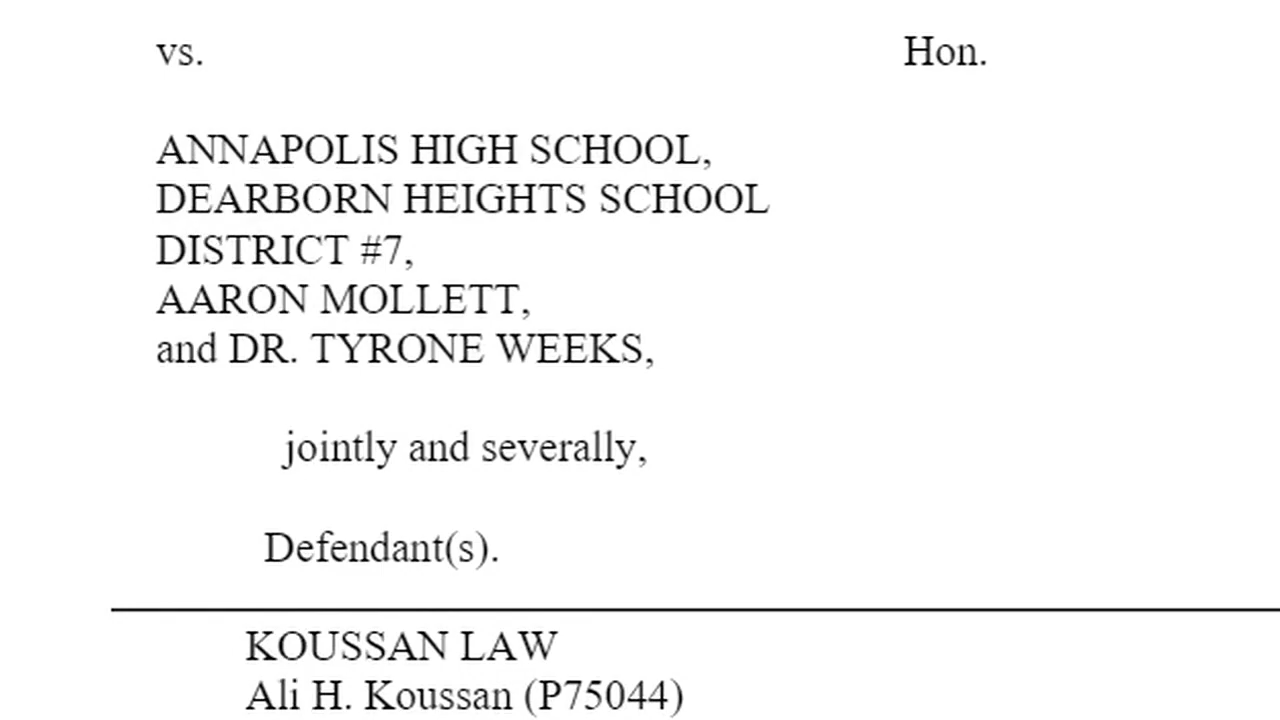 vs.
Hon.
ANNAPOLIS HIGH SCHOOL,
DEARBORN HEIGHTS SCHOOL
DISTRICT #7,
AARON MOLLETT,
and DR. TYRONE WEEKS,
jointly and severally,
Defendant(s).
KOUSSAN LAW
Ali H. Koussan (P75044)